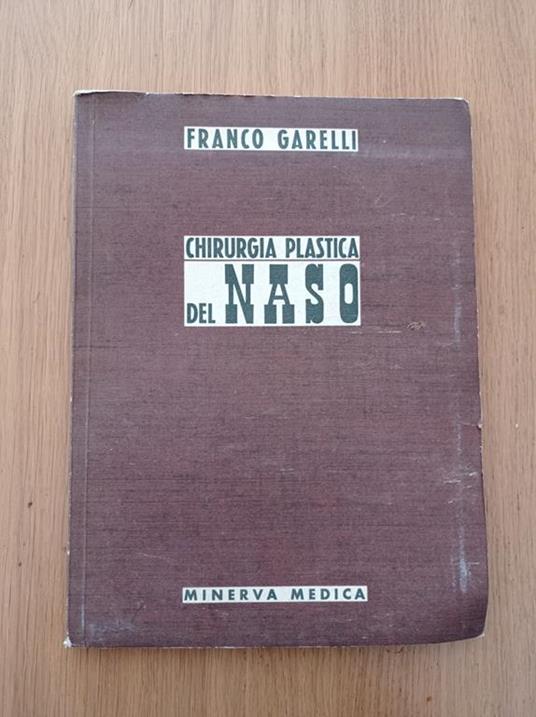 FRANCO GARELLI
CHIRURGIA PLASTICA
DEL NASO
MINERVA MEDICA